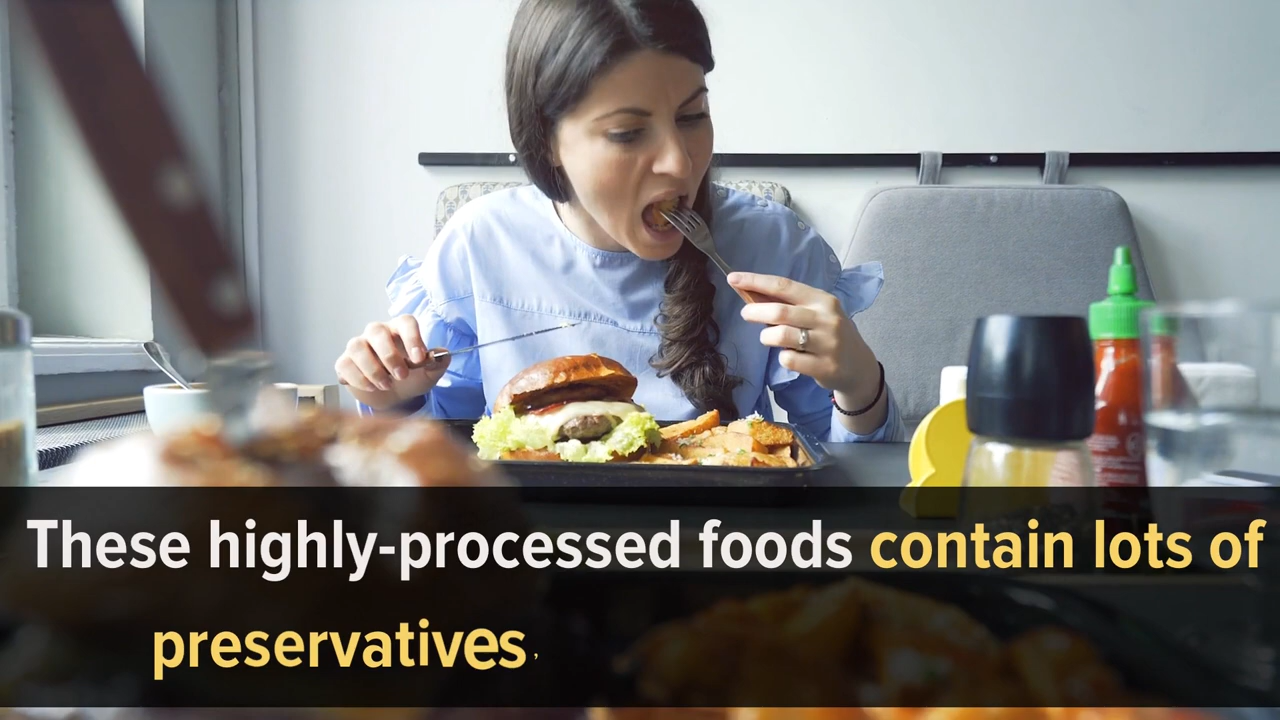 These highly-processed foods contain lots of
preservatives,